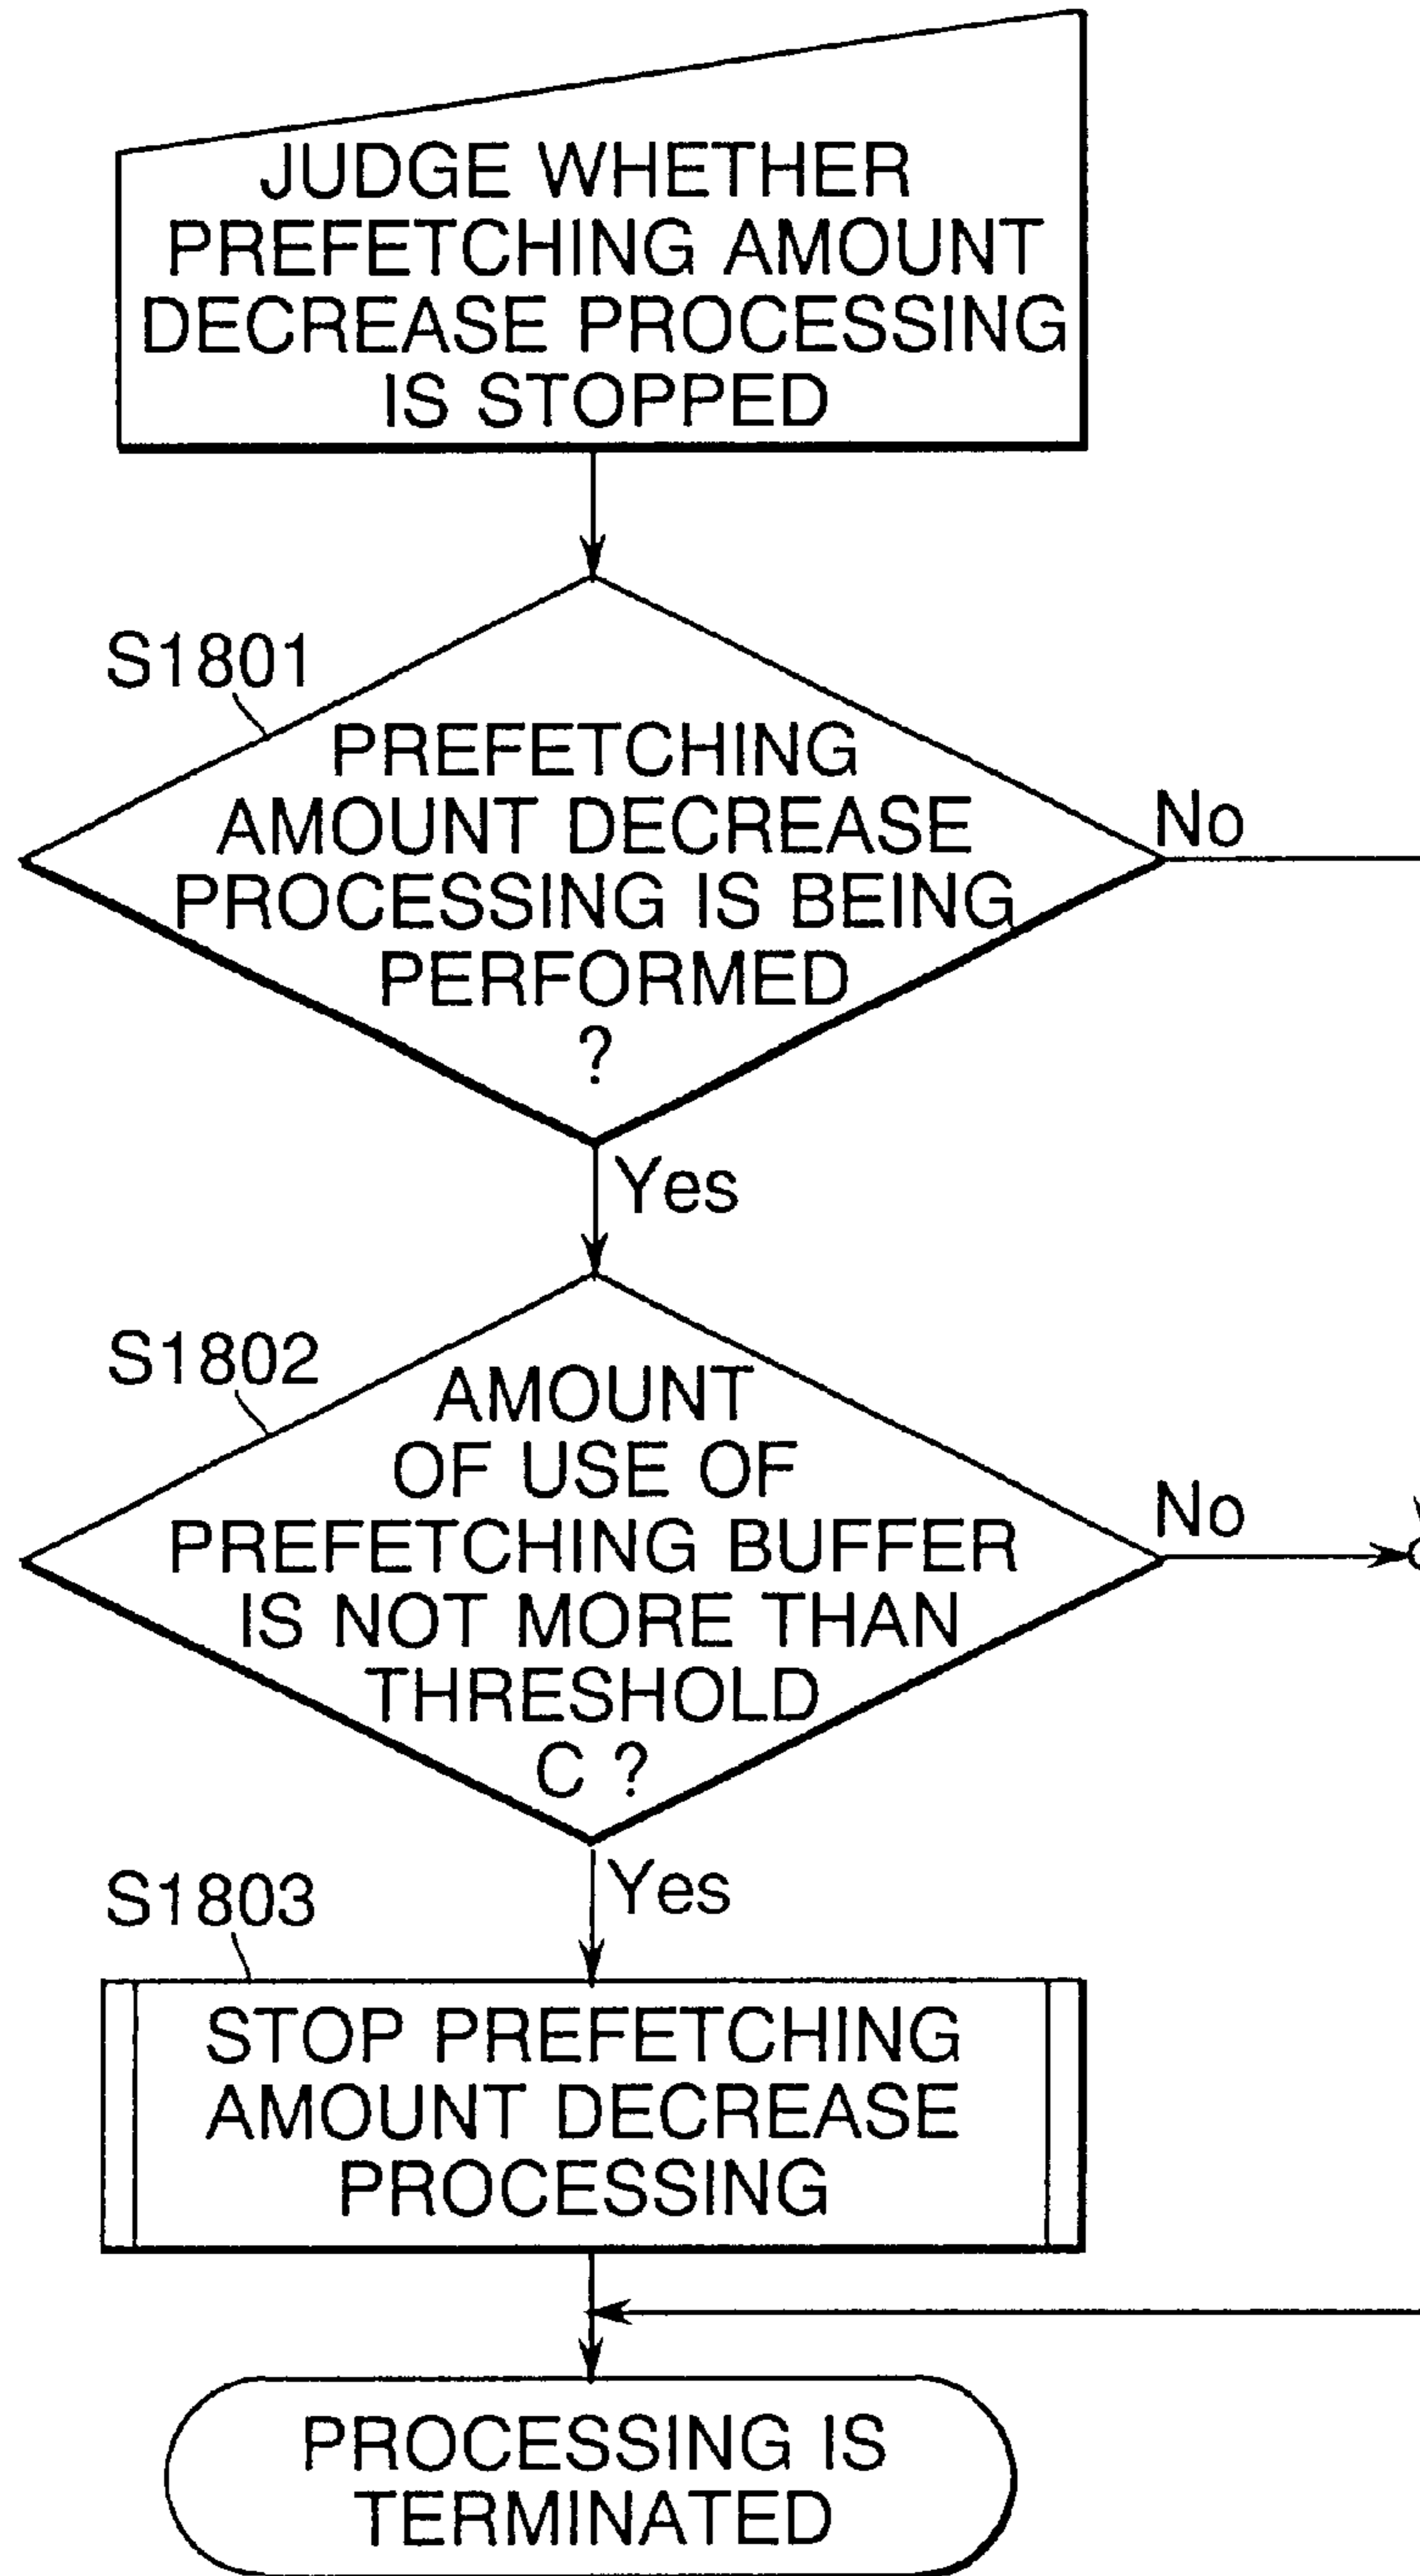 JUDGE WHETHER
PREFETCHING AMOUNT
DECREASE PROCESSING
IS STOPPED
S1801
PREFETCHING
AMOUNT DECREASE
PROCESSING IS BEING
PERFORMED
?
No
Yes
S1802
AMOUNT
OF USE OF
PREFETCHING BUFFER
IS NOT MORE THAN
THRESHOLD
C ?
No
Yes
S1803
STOP PREFETCHING
AMOUNT DECREASE
PROCESSING
PROCESSING IS
TERMINATED